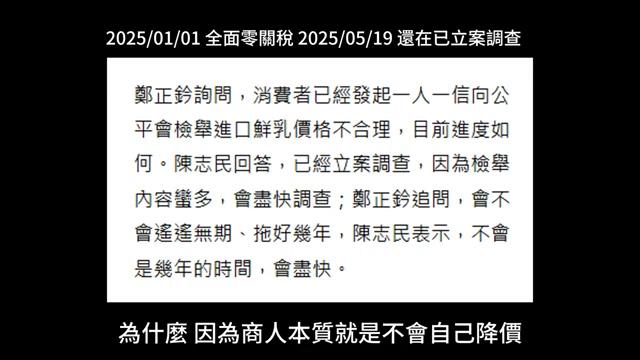 2025/01/01 全面零關稅 2025/05/19 還在已立案調查
鄭正鈐詢問，消費者已經發起一人一信向公
平會檢舉進口鮮乳價格不合理，目前進度如
何。陳志民回答，已經立案調查，因為檢舉
內容蠻多，會盡快調查；鄭正鈐追問，會不
會遙遙無期、拖好幾年，陳志民表示，不會
是幾年的時間，會盡快。
為什麼 因為商人本質就是不會自己降價